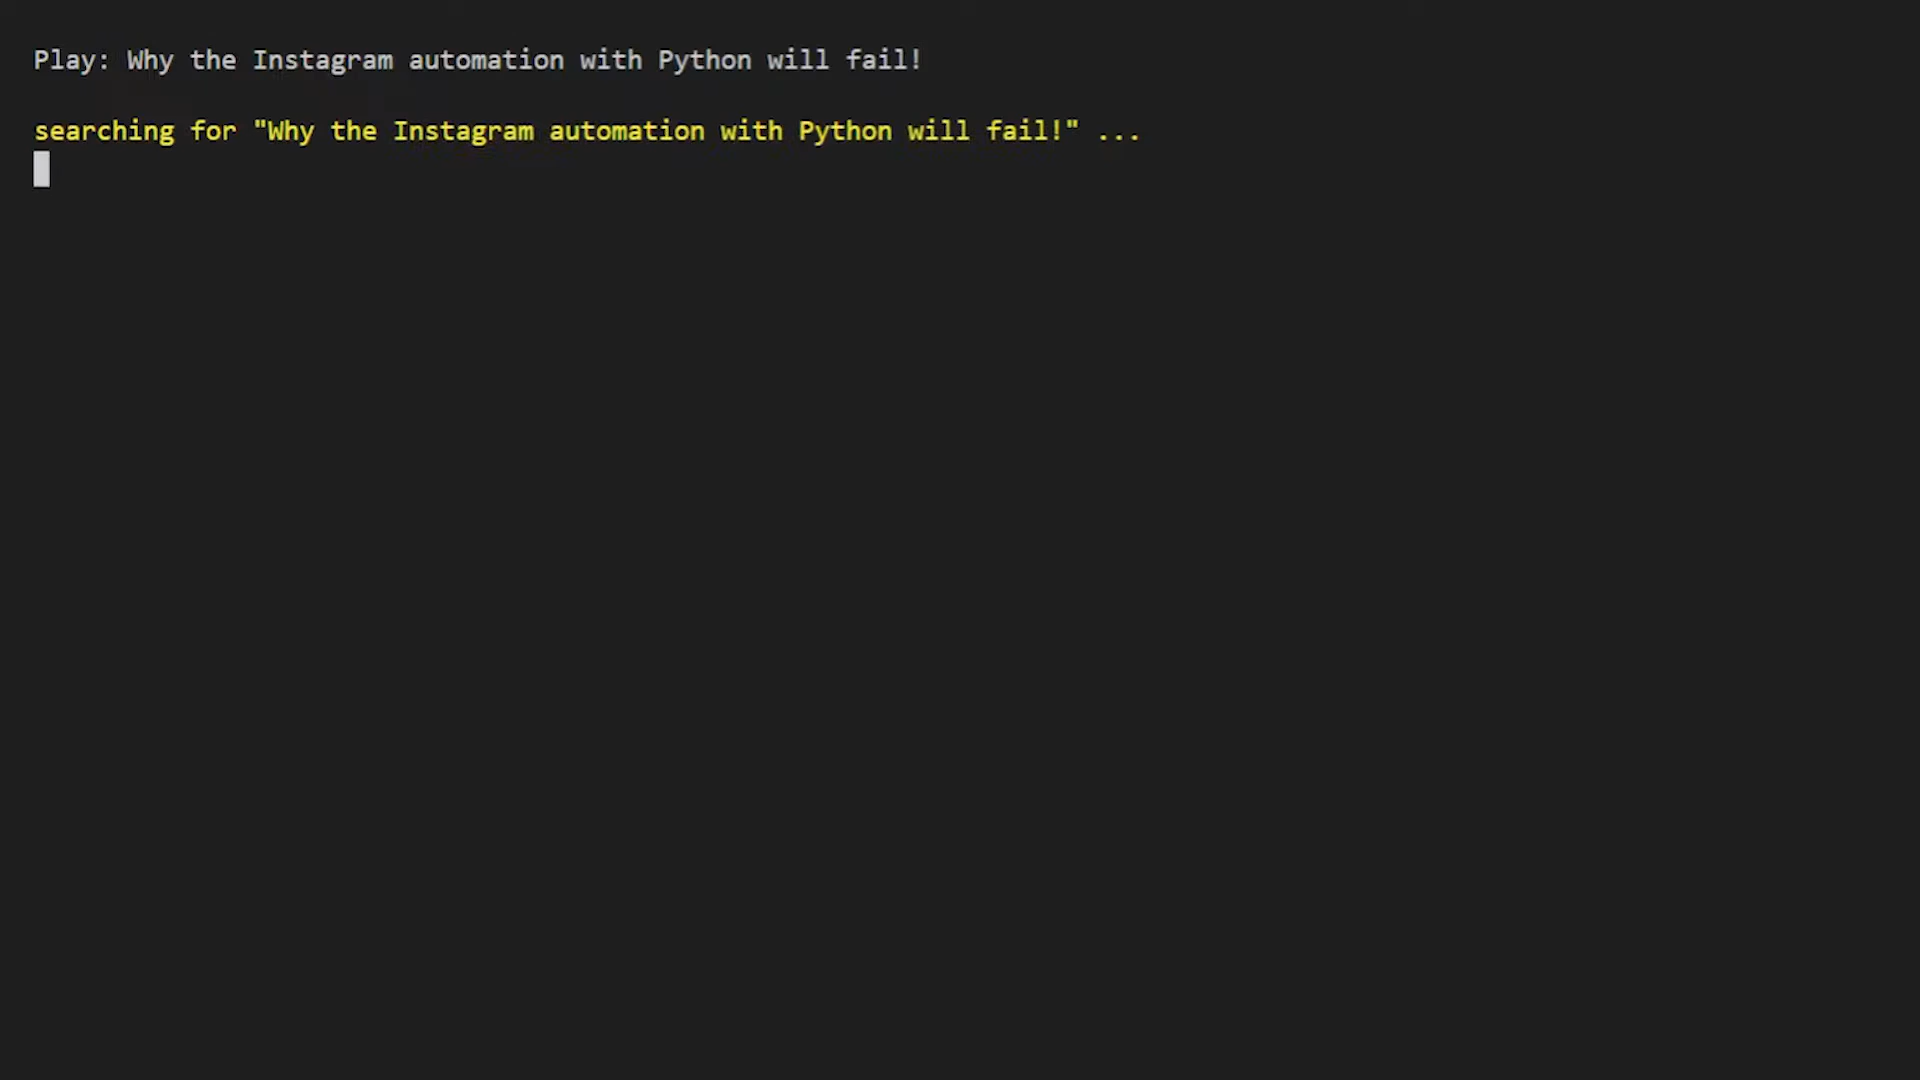 Play: Why the Instagram automation with Python will fail!
searching for "Why the Instagram automation with Python will fail!" ...